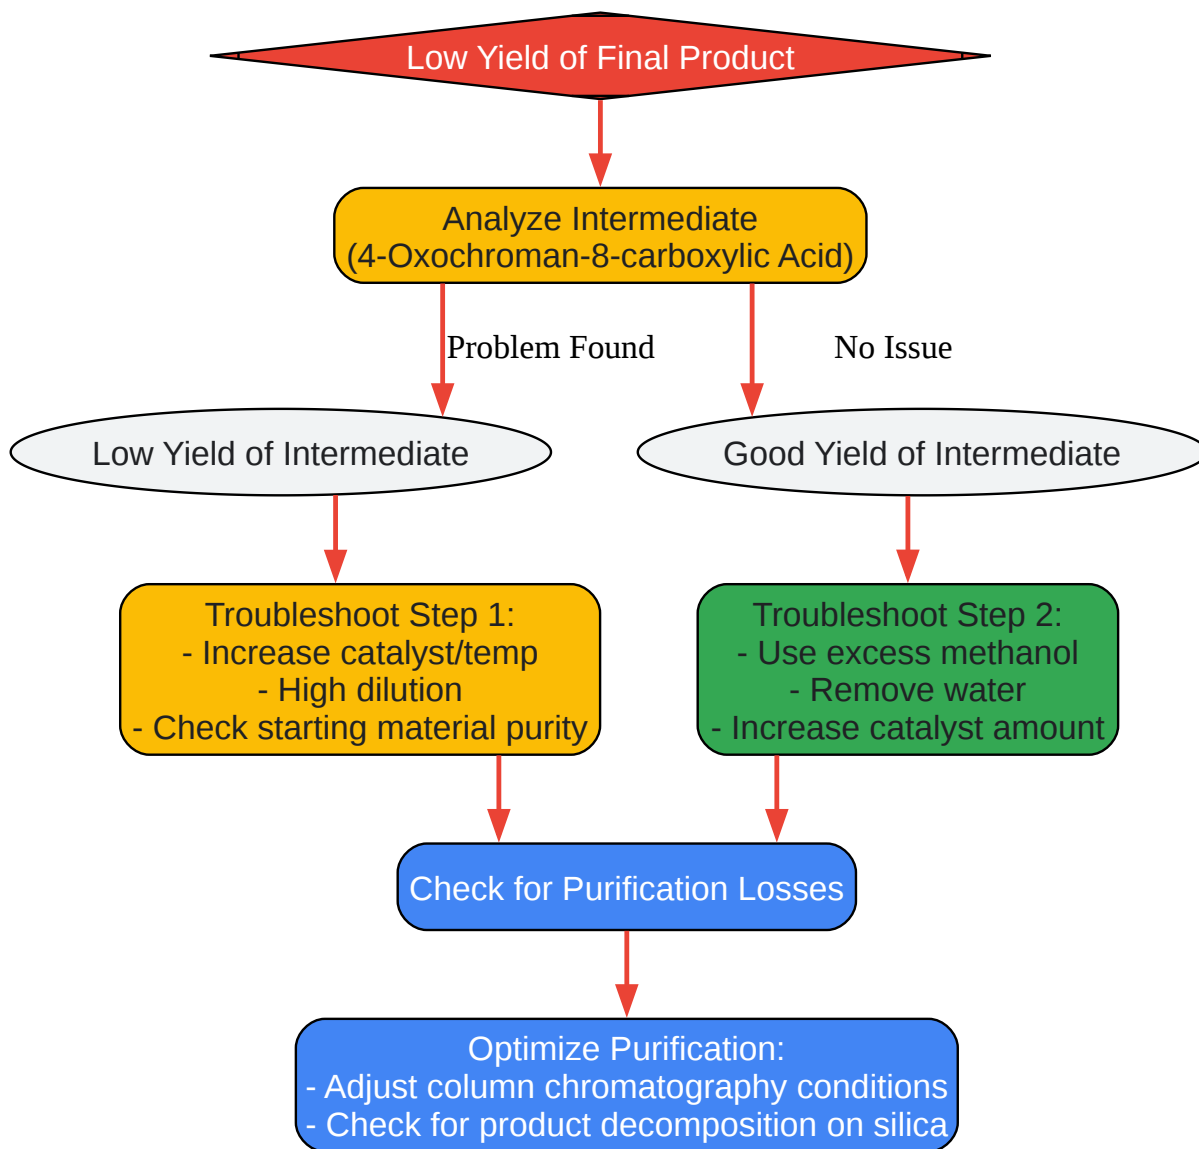 Low Yield of Final Product
Analyze Intermediate
(4-Oxochroman-8-carboxylic Acid)
Problem Found
No Issue
Low Yield of Intermediate
Good Yield of Intermediate
Troubleshoot Step 1:
- Increase catalyst/temp
- High dilution
- Check starting material purity
Troubleshoot Step 2:
- Use excess methanol
- Remove water
- Increase catalyst amount
Check for Purification Losses
Optimize Purification:
- Adjust column chromatography conditions
- Check for product decomposition on silica